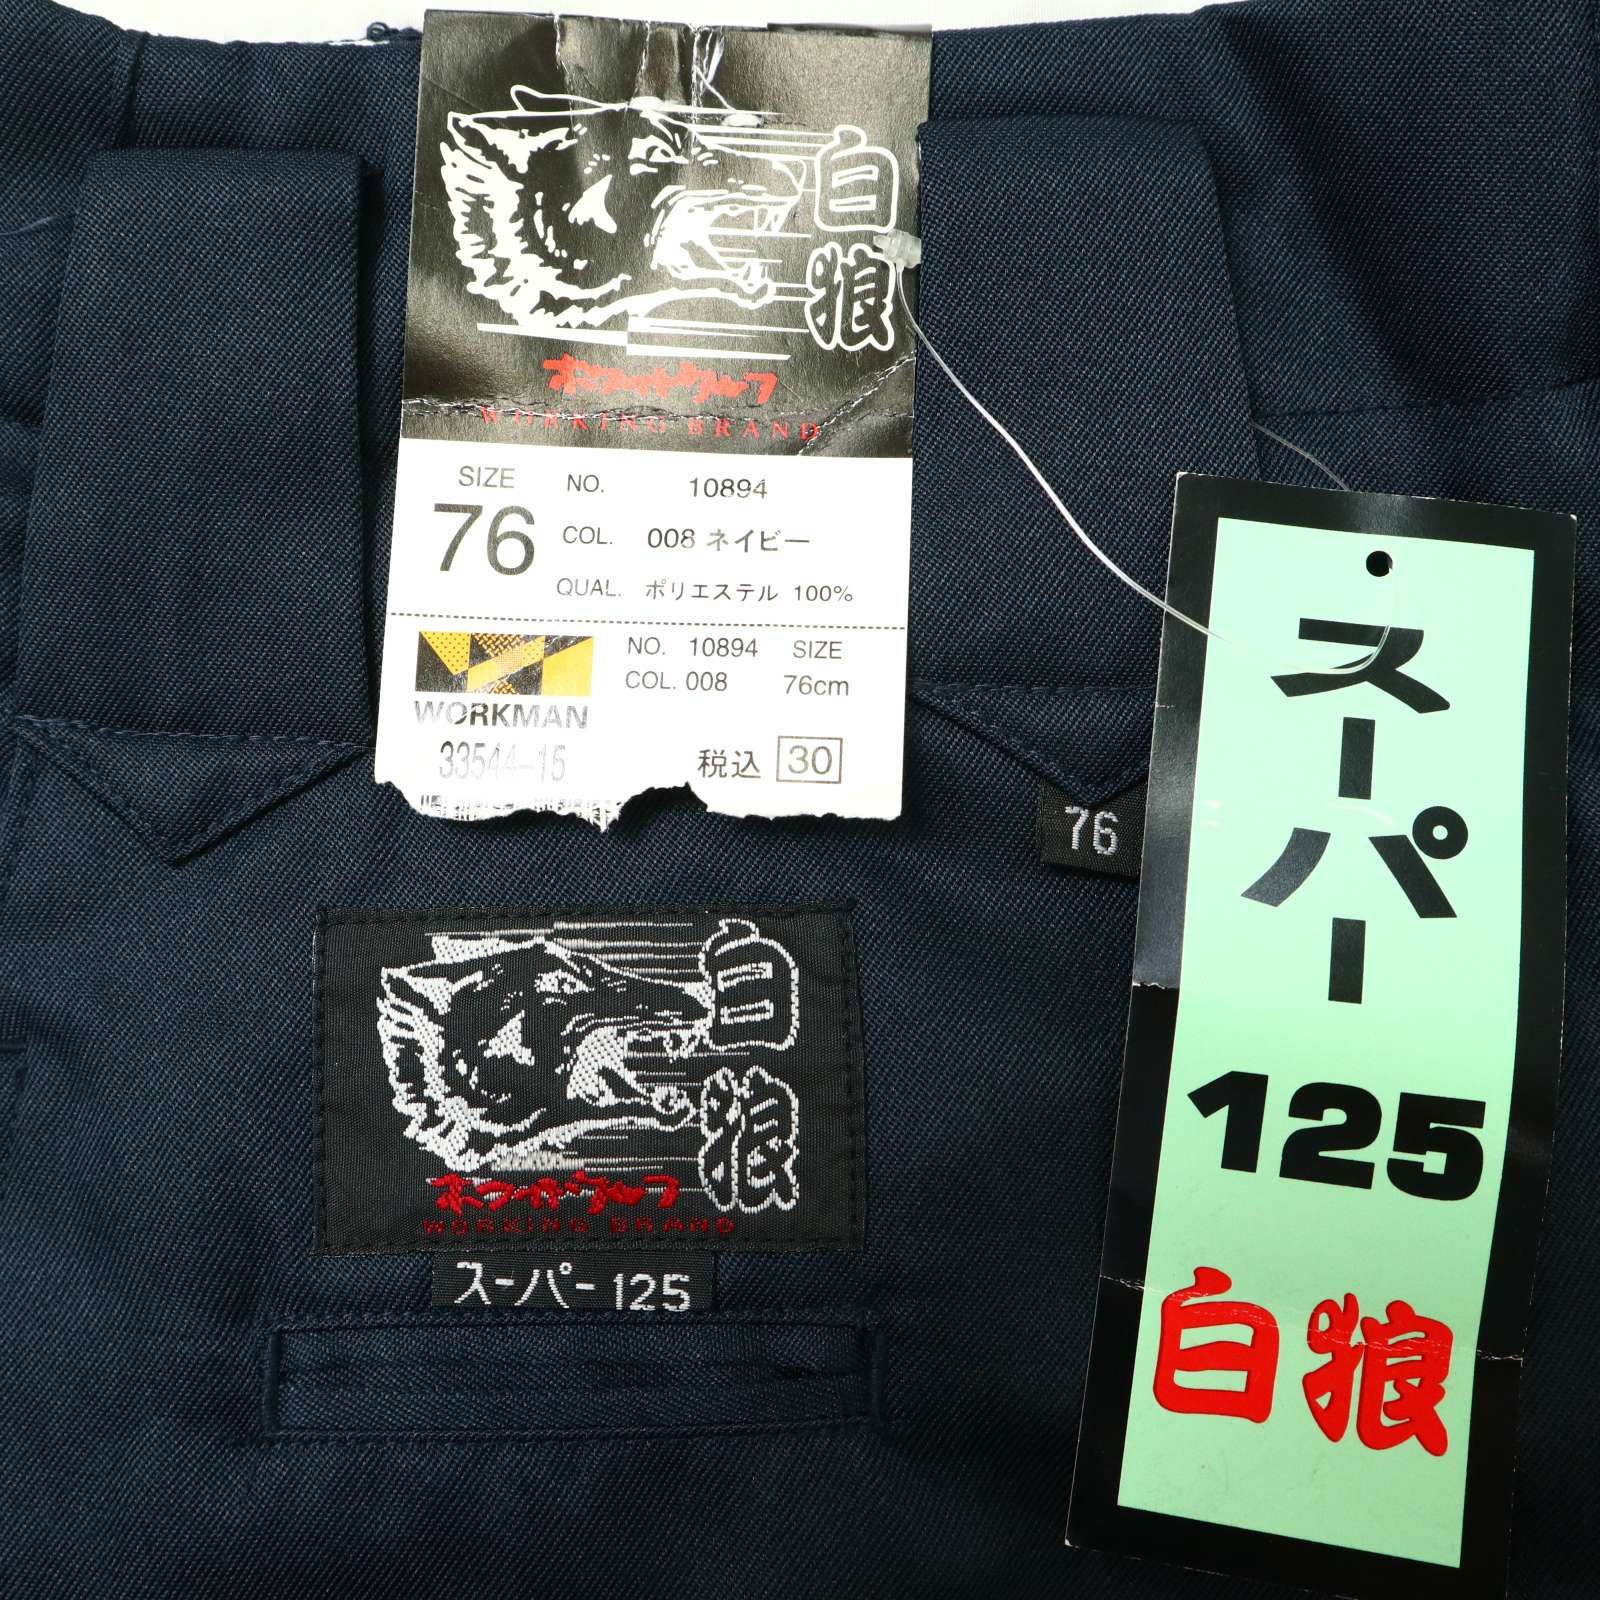 白狼
ホワイトウルフ
WORKING BRAND
SIZE 76
NO. 10894
COL. 008 ネイビー
QUAL. ポリエステル 100%
WORKMAN
NO. 10894 SIZE
COL. 008 76cm
33544-15
税込 30
76
白狼
ホワイトウルフ
WORKING BRAND
スーパー 125
スーパー
125
白狼